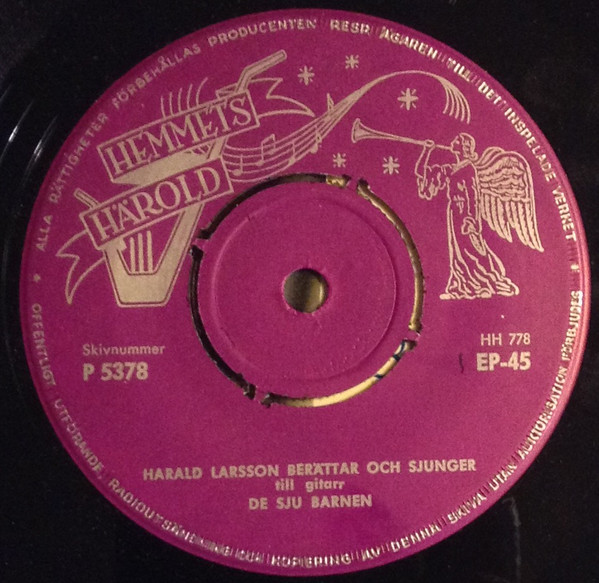 * ALLA RÄTTIGHETER FÖRBEHÅLLAS PRODUCENTEN RESP. ÄGAREN TILL DET INSPELADE VERKET *
HEMMETS
HÄROLD
Skivnummer
P 5378
HH 778
EP-45
HARALD LARSSON BERÄTTAR OCH SJUNGER
till gitarr
DE SJU BARNEN
OFFENTLIGT UTFÖRANDE, RADIOUTSÄNDNING OCH KOPIERING AV DENNA SKIVA UTAN AUKTORISATION FÖRBJUDES